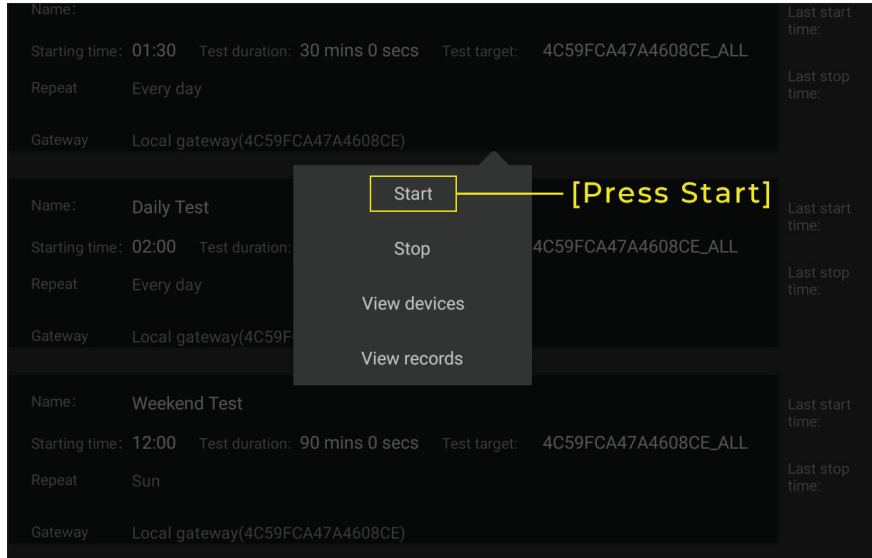 Name:
Last start time:
Starting time: 01:30 Test duration: 30 mins 0 secs Test target: 4C59FCA47A4608CE_ALL
Last stop time:
Repeat Every day
Gateway Local gateway(4C59FCA47A4608CE)
Start
[Press Start]
Stop
View devices
View records
Name: Daily Test
Last start time:
Starting time: 02:00 Test duration: 4C59FCA47A4608CE_ALL
Last stop time:
Repeat Every day
Gateway Local gateway(4C59F
Name: Weekend Test
Last start time:
Starting time: 12:00 Test duration: 90 mins 0 secs Test target: 4C59FCA47A4608CE_ALL
Last stop time:
Repeat Sun
Gateway Local gateway(4C59FCA47A4608CE)